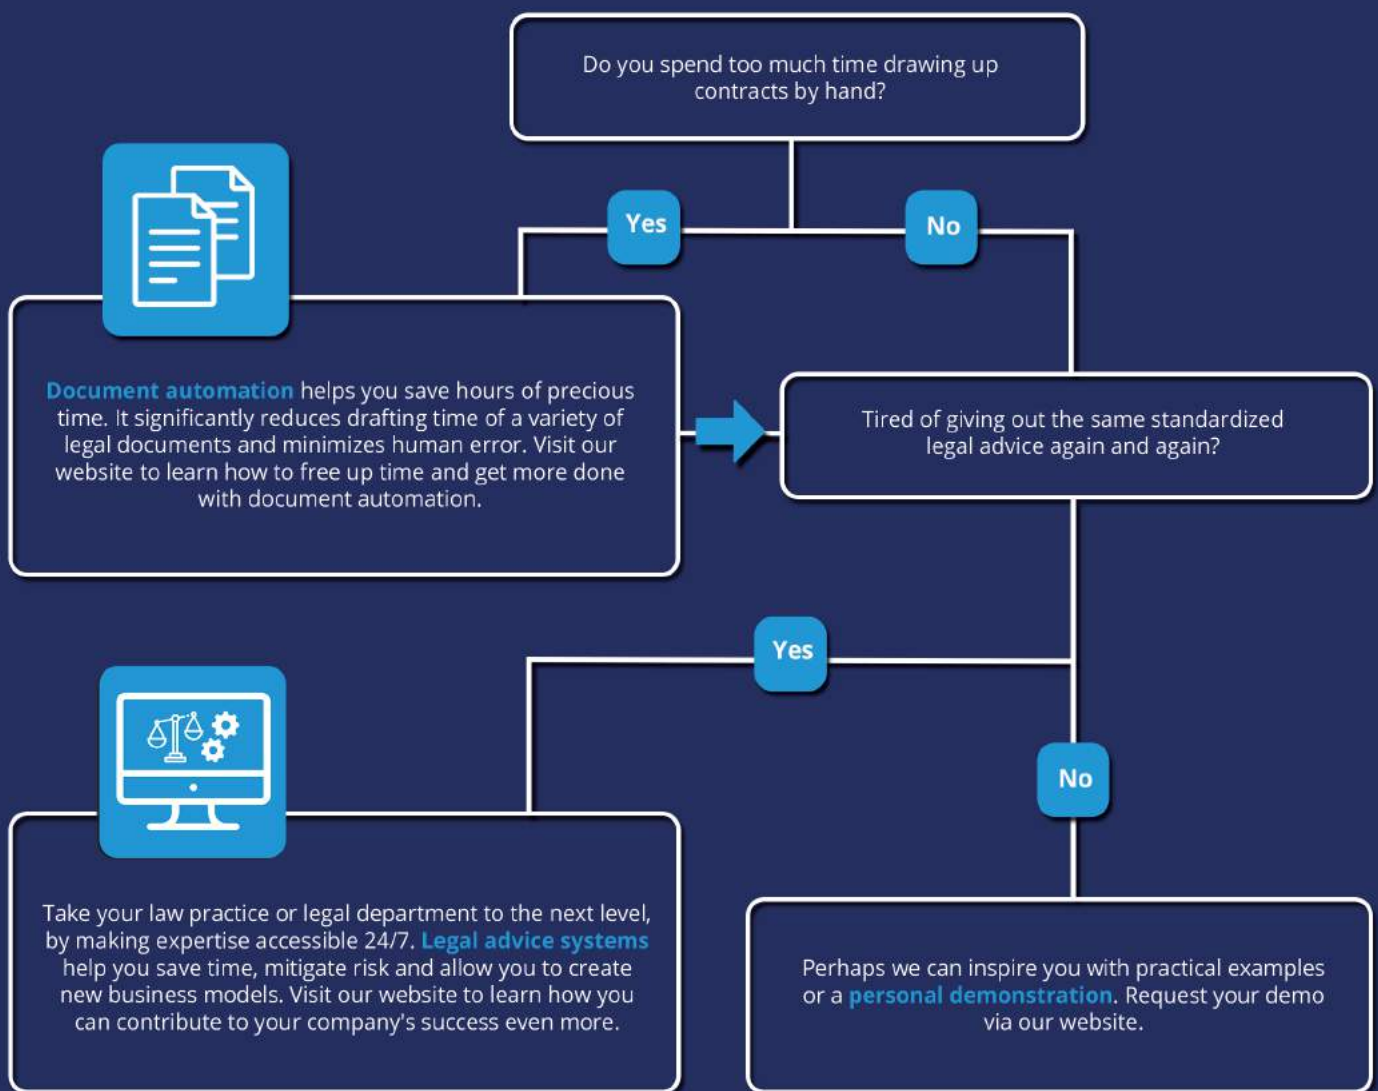 Do you spend too much time drawing up
contracts by hand?
Yes
No
Document automation helps you save hours of precious
time. It significantly reduces drafting time of a variety of
legal documents and minimizes human error. Visit our
website to learn how to free up time and get more done
with document automation.
Tired of giving out the same standardized
legal advice again and again?
Yes
No
Take your law practice or legal department to the next level,
by making expertise accessible 24/7. Legal advice systems
help you save time, mitigate risk and allow you to create
new business models. Visit our website to learn how you
can contribute to your company's success even more.
Perhaps we can inspire you with practical examples
or a personal demonstration. Request your demo
via our website.